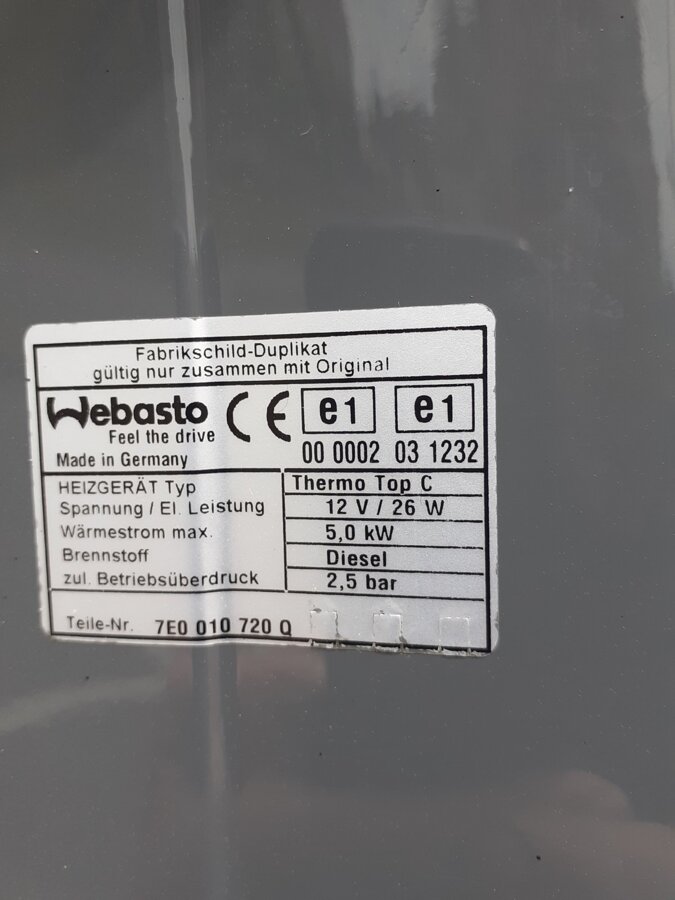 Fabrikschild-Duplikat
gültig nur zusammen mit Original
Webasto CE e1 e1
Feel the drive
Made in Germany 00 0002 03 1232
HEIZGERÄT Typ Thermo Top C
Spannung / El. Leistung 12 V / 26 W
Wärmestrom max. 5,0 kW
Brennstoff Diesel
zul. Betriebsüberdruck 2,5 bar
Teile-Nr. 7E0 010 720 Q